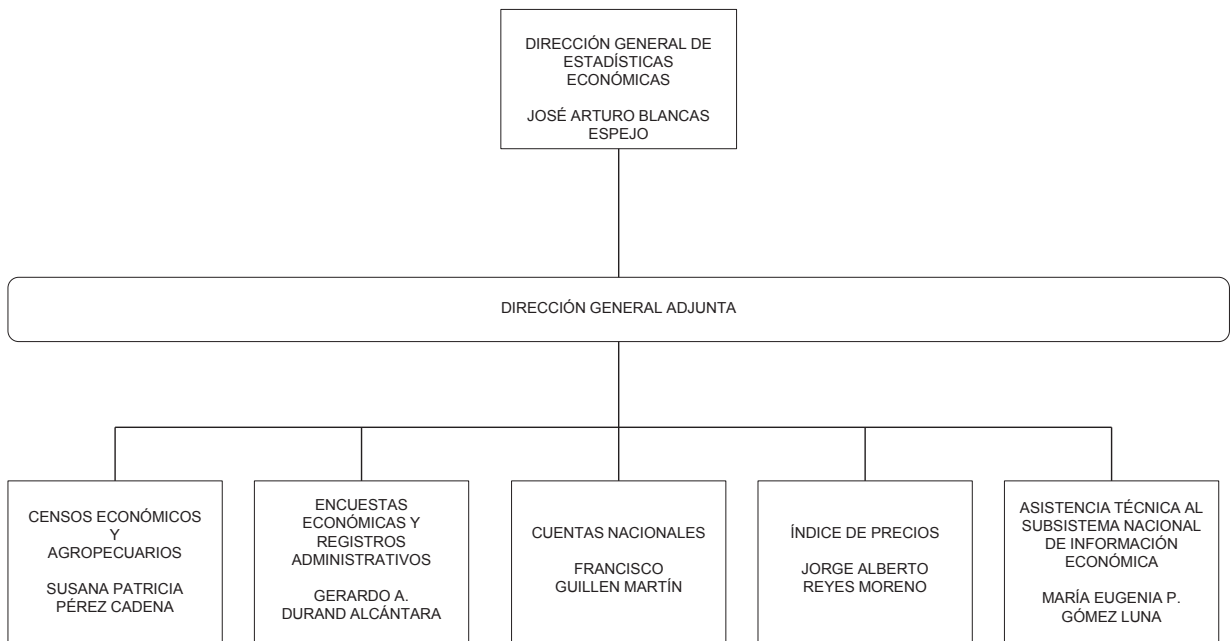 DIRECCIÓN GENERAL DE
ESTADÍSTICAS
ECONÓMICAS
JOSÉ ARTURO BLANCAS
ESPEJO
DIRECCIÓN GENERAL ADJUNTA
CENSOS ECONÓMICOS
Y
AGROPECUARIOS
SUSANA PATRICIA
PÉREZ CADENA
ENCUESTAS
ECONÓMICAS Y
REGISTROS
ADMINISTRATIVOS
GERARDO A.
DURAND ALCÁNTARA
CUENTAS NACIONALES
FRANCISCO
GUILLEN MARTÍN
ÍNDICE DE PRECIOS
JORGE ALBERTO
REYES MORENO
ASISTENCIA TÉCNICA AL
SUBSISTEMA NACIONAL
DE INFORMACIÓN
ECONÓMICA
MARÍA EUGENIA P.
GÓMEZ LUNA